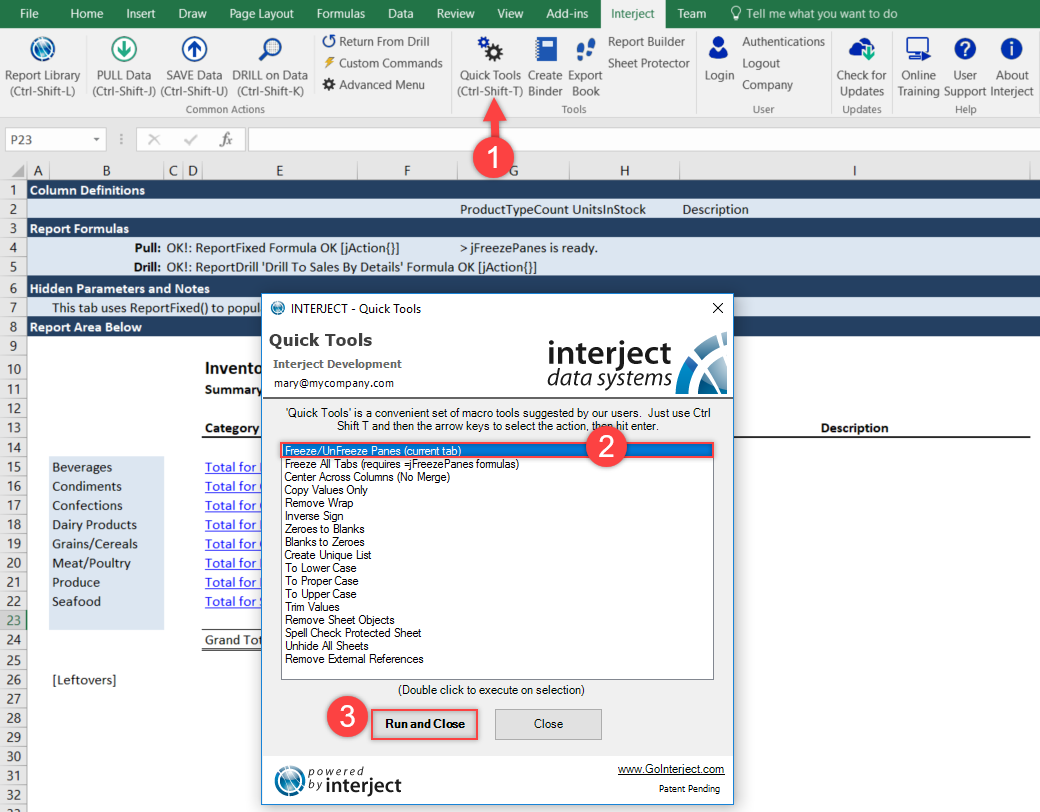 File Home Insert Draw Page Layout Formulas Data Review View Add-ins Interject Team Tell me what you want to do
Report Library (Ctrl-Shift-L)
PULL Data (Ctrl-Shift-J)
SAVE Data (Ctrl-Shift-U)
DRILL on Data (Ctrl-Shift-K)
Return From Drill
Custom Commands
Advanced Menu
Common Actions
Quick Tools (Ctrl-Shift-T)
Create Binder
Export Book
Report Builder
Sheet Protector
Tools
Login
Authentications
Logout
Company
User
Check for Updates
Updates
Online Training
User Support
About Interject
Help
P23
fx
1
A B C D E F G H I
1 Column Definitions
2 ProductTypeCount UnitsInStock Description
3 Report Formulas
4 Pull: OK!: ReportFixed Formula OK [jAction{}] > jFreezePanes is ready.
5 Drill: OK!: ReportDrill 'Drill To Sales By Details' Formula OK [jAction{}]
6 Hidden Parameters and Notes
7 This tab uses ReportFixed() to popul
8 Report Area Below
9
10 Invento
11 Summary
12
13 Category Description
14
15 Beverages Total for
16 Condiments Total for
17 Confections Total for
18 Dairy Products Total for
19 Grains/Cereals Total for
20 Meat/Poultry Total for
21 Produce Total for
22 Seafood Total for
23
24 Grand Tot
25
26 [Leftovers]
27
28
29
30
31
32
INTERJECT - Quick Tools
Quick Tools
Interject Development
mary@mycompany.com
interject
data systems
'Quick Tools' is a convenient set of macro tools suggested by our users. Just use Ctrl
Shift T and then the arrow keys to select the action, then hit enter.
2
Freeze/UnFreeze Panes (current tab)
Freeze All Tabs (requires =jFreezePanes formulas)
Center Across Columns (No Merge)
Copy Values Only
Remove Wrap
Inverse Sign
Zeroes to Blanks
Blanks to Zeroes
Create Unique List
To Lower Case
To Proper Case
To Upper Case
Trim Values
Remove Sheet Objects
Spell Check Protected Sheet
Unhide All Sheets
Remove External References
(Double click to execute on selection)
3
Run and Close
Close
powered
by interject
www.GoInterject.com
Patent Pending